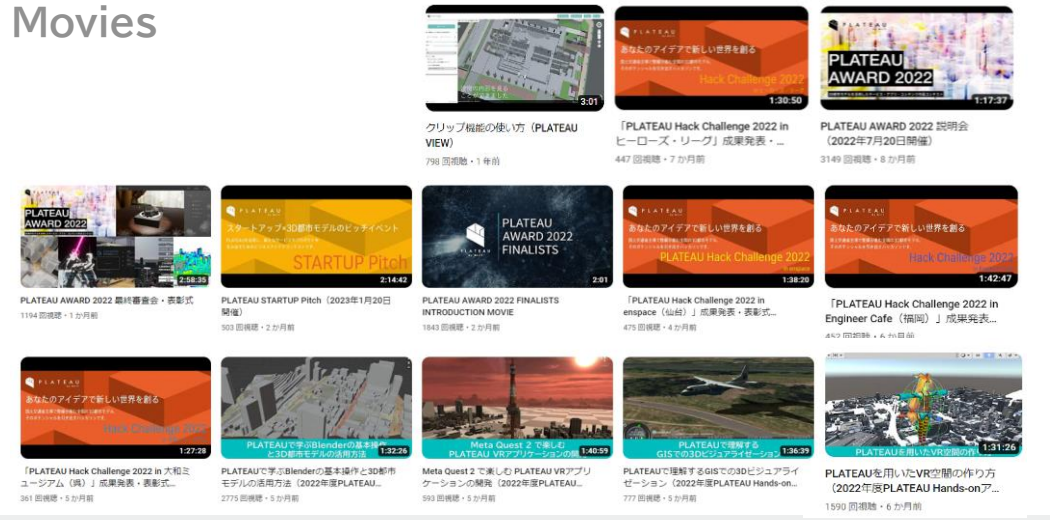 Movies
3:01
クリップ機能の使い方（PLATEAU
VIEW）
798 回視聴・1 年前
PLATEAU
あなたのアイデアで新しい世界を創る
Hack Challenge 2022
1:30:50
「PLATEAU Hack Challenge 2022 in
ヒーローズ・リーグ」成果発表・...
447 回視聴・7 か月前
PLATEAU
PLATEAU
AWARD 2022
1:17:37
PLATEAU AWARD 2022 説明会
（2022年7月20日開催）
3149 回視聴・8 か月前
PLATEAU
AWARD 2022
2:58:35
PLATEAU AWARD 2022 最終審査会・表彰式
1194 回視聴・1 か月前
PLATEAU
スタートアップ×3D都市モデルのピッチイベント
STARTUP Pitch
2:14:42
PLATEAU STARTUP Pitch（2023年1月20日
開催）
503 回視聴・2 か月前
PLATEAU
PLATEAU
AWARD 2022
FINALISTS
2:01
PLATEAU AWARD 2022 FINALISTS
INTRODUCTION MOVIE
1843 回視聴・2 か月前
PLATEAU
あなたのアイデアで新しい世界を創る
PLATEAU Hack Challenge 2022
in enspace
1:38:20
「PLATEAU Hack Challenge 2022 in
enspace（仙台）」成果発表・表彰式...
475 回視聴・4 か月前
PLATEAU
あなたのアイデアで新しい世界を創る
Hack Challenge 2022
1:42:47
「PLATEAU Hack Challenge 2022 in
Engineer Cafe（福岡）」成果発表...
452 回視聴・6 か月前
PLATEAU
あなたのアイデアで新しい世界を創る
Hack Challenge 2022
1:27:28
「PLATEAU Hack Challenge 2022 in 大和ミ
ュージアム（呉）」成果発表・表彰式...
361 回視聴・5 か月前
PLATEAUで学ぶBlenderの基本操作
と3D都市モデルの活用方法
1:32:26
PLATEAUで学ぶBlenderの基本操作と3D都市
モデルの活用方法（2022年度PLATEAU...
2775 回視聴・5 か月前
Meta Quest 2 で楽しむ
PLATEAU VRアプリケーションの開
1:40:59
Meta Quest 2 で楽しむ PLATEAU VRアプリ
ケーションの開発（2022年度PLATEAU...
593 回視聴・5 か月前
PLATEAUで理解する
GISでの3Dビジュアライゼーション
1:36:39
PLATEAUで理解するGISでの3Dビジュアライ
ゼーション（2022年度PLATEAU Hands-on...
777 回視聴・5 か月前
PLATEAUを用いたVR空間の作り
1:31:26
PLATEAUを用いたVR空間の作り方
（2022年度PLATEAU Hands-onア...
1590 回視聴・6 か月前